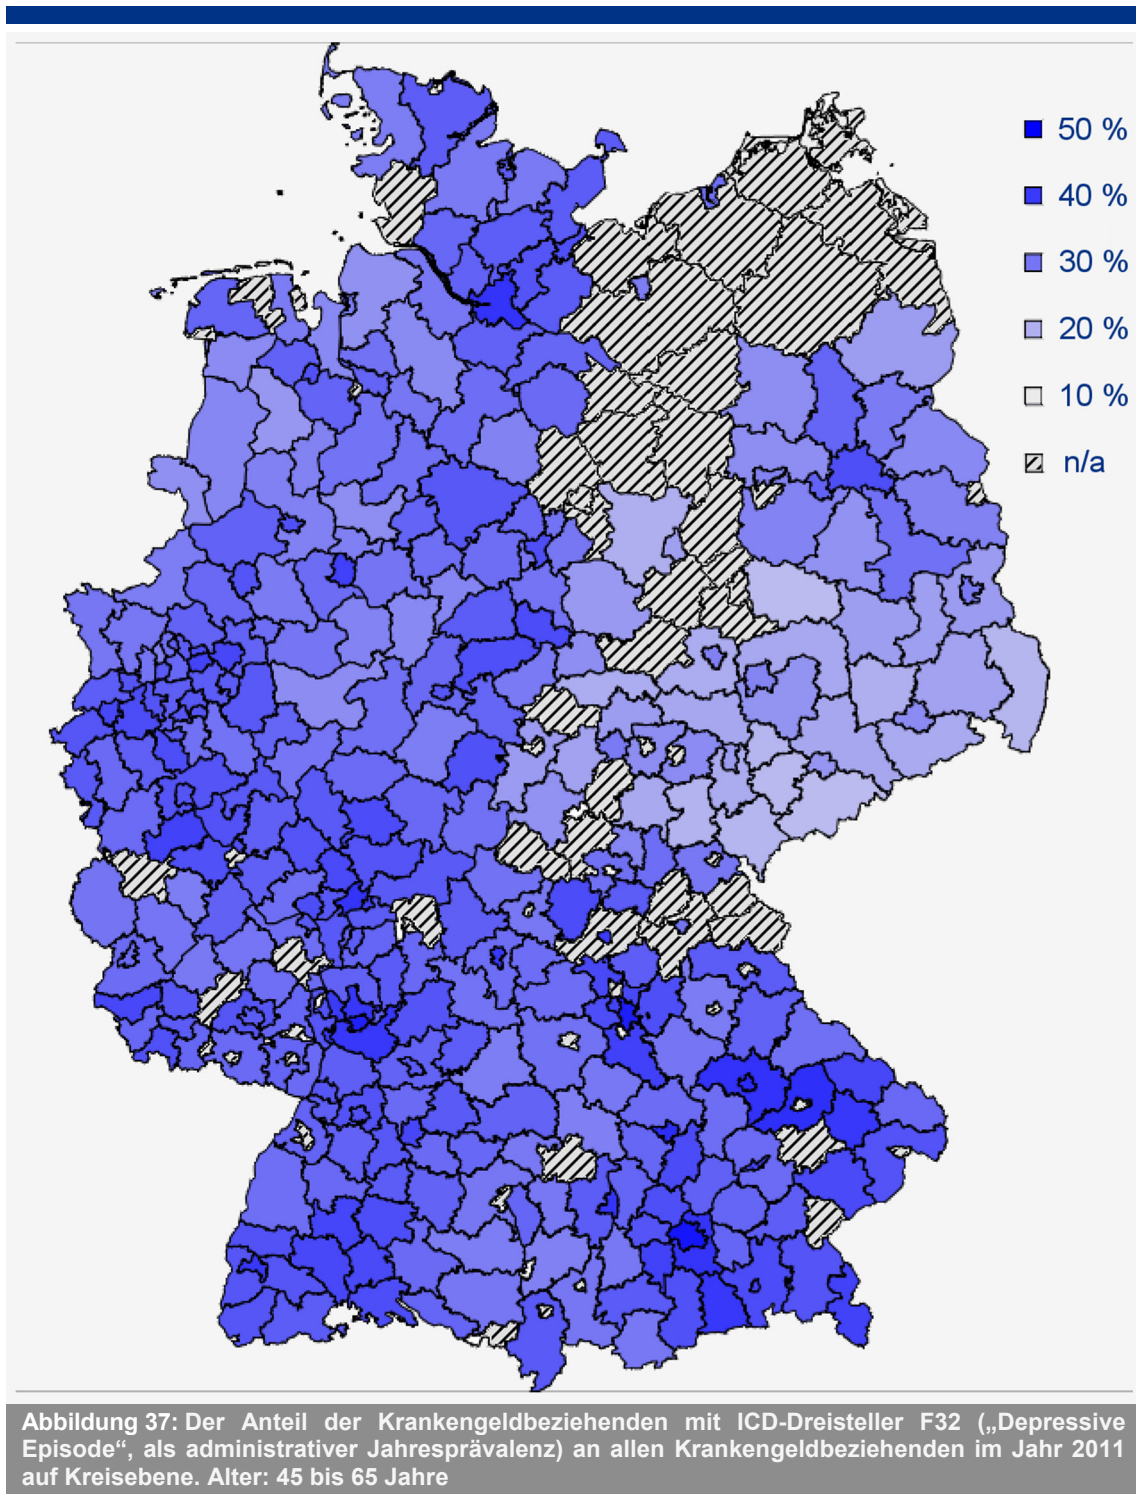 50 %
40 %
30 %
20 %
10 %
n/a
Abbildung 37: Der Anteil der Krankengeldbeziehenden mit ICD-Dreisteller F32 („Depressive
Episode“, als administrativer Jahresprävalenz) an allen Krankengeldbeziehenden im Jahr 2011
auf Kreisebene. Alter: 45 bis 65 Jahre